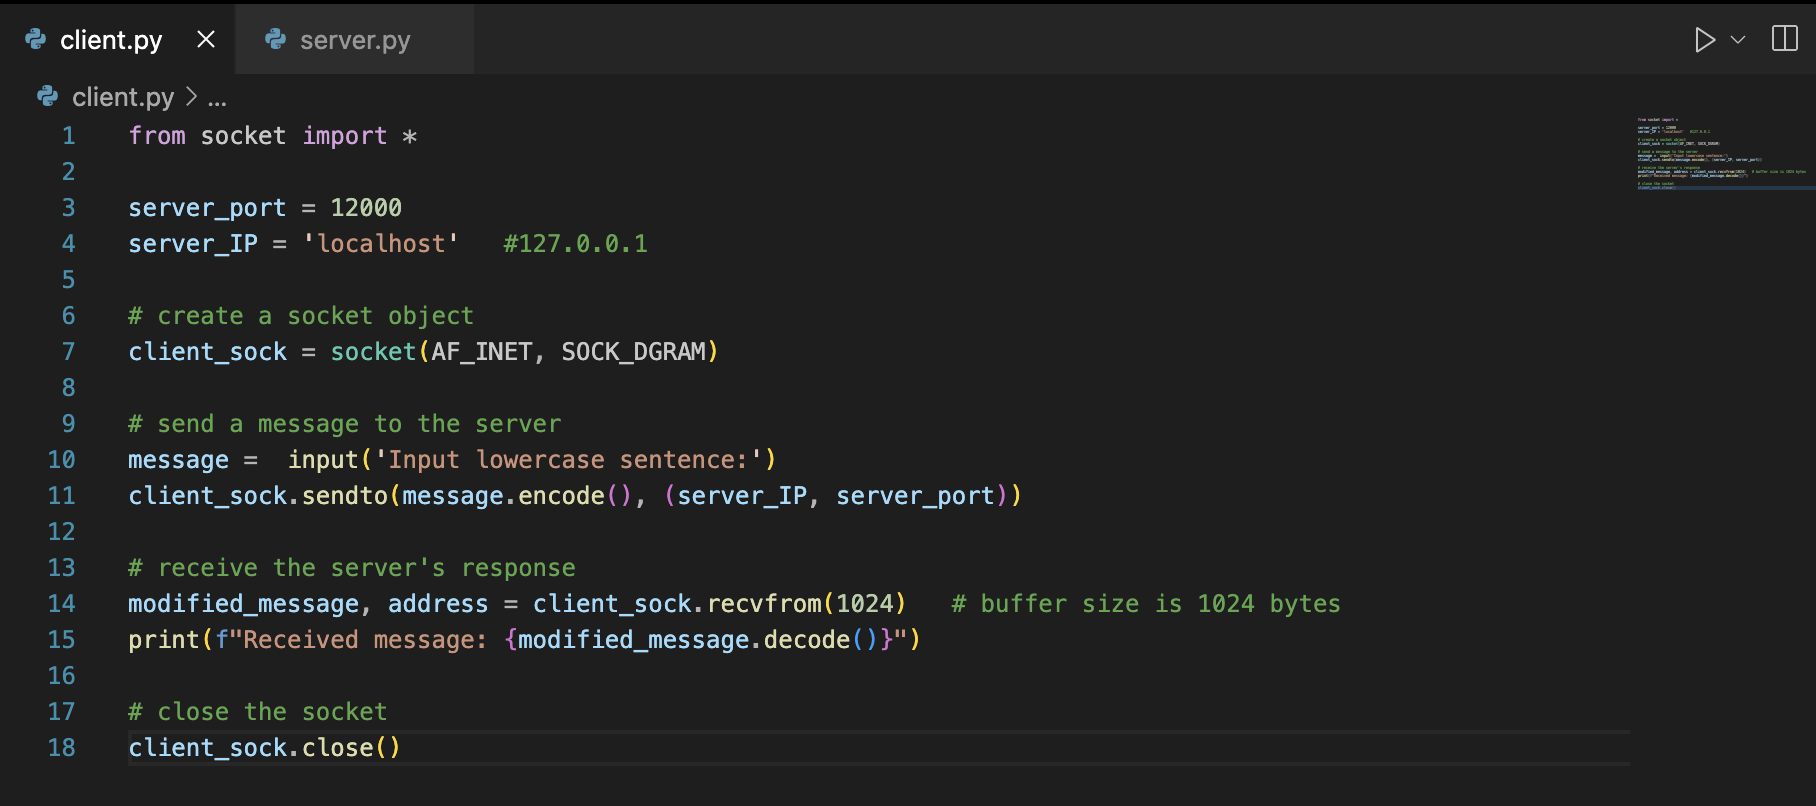 client.py
server.py
client.py > ...
1 from socket import *
2
3 server_port = 12000
4 server_IP = 'localhost'   #127.0.0.1
5
6 # create a socket object
7 client_sock = socket(AF_INET, SOCK_DGRAM)
8
9 # send a message to the server
10 message =  input('Input lowercase sentence:')
11 client_sock.sendto(message.encode(), (server_IP, server_port))
12
13 # receive the server's response
14 modified_message, address = client_sock.recvfrom(1024)   # buffer size is 1024 bytes
15 print(f"Received message: {modified_message.decode()}")
16
17 # close the socket
18 client_sock.close()